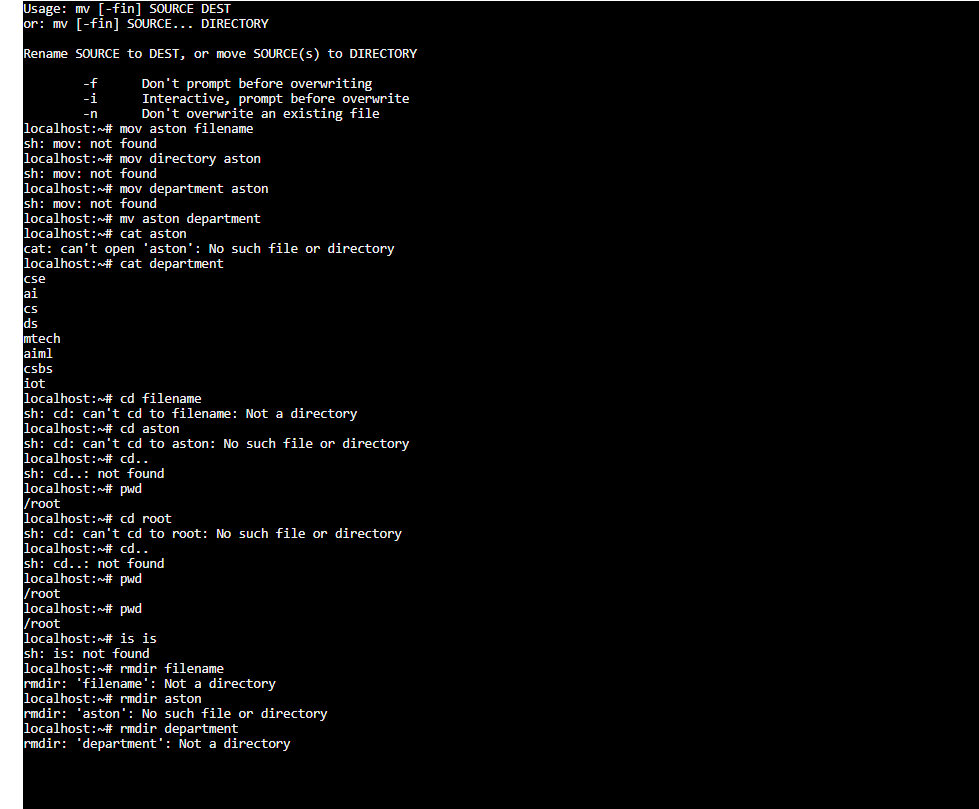 Usage: mv [-fin] SOURCE DEST
or: mv [-fin] SOURCE... DIRECTORY
Rename SOURCE to DEST, or move SOURCE(s) to DIRECTORY
-f Don't prompt before overwriting
-i Interactive, prompt before overwrite
-n Don't overwrite an existing file
localhost:~# mov aston filename
sh: mov: not found
localhost:~# mov directory aston
sh: mov: not found
localhost:~# mov department aston
sh: mov: not found
localhost:~# mv aston department
localhost:~# cat aston
cat: can't open 'aston': No such file or directory
localhost:~# cat department
cse
ai
cs
ds
mtech
aiml
csbs
iot
localhost:~# cd filename
sh: cd: can't cd to filename: Not a directory
localhost:~# cd aston
sh: cd: can't cd to aston: No such file or directory
localhost:~# cd..
sh: cd..: not found
localhost:~# pwd
/root
localhost:~# cd root
sh: cd: can't cd to root: No such file or directory
localhost:~# cd..
sh: cd..: not found
localhost:~# pwd
/root
localhost:~# pwd
/root
localhost:~# is is
sh: is: not found
localhost:~# rmdir filename
rmdir: 'filename': Not a directory
localhost:~# rmdir aston
rmdir: 'aston': No such file or directory
localhost:~# rmdir department
rmdir: 'department': Not a directory